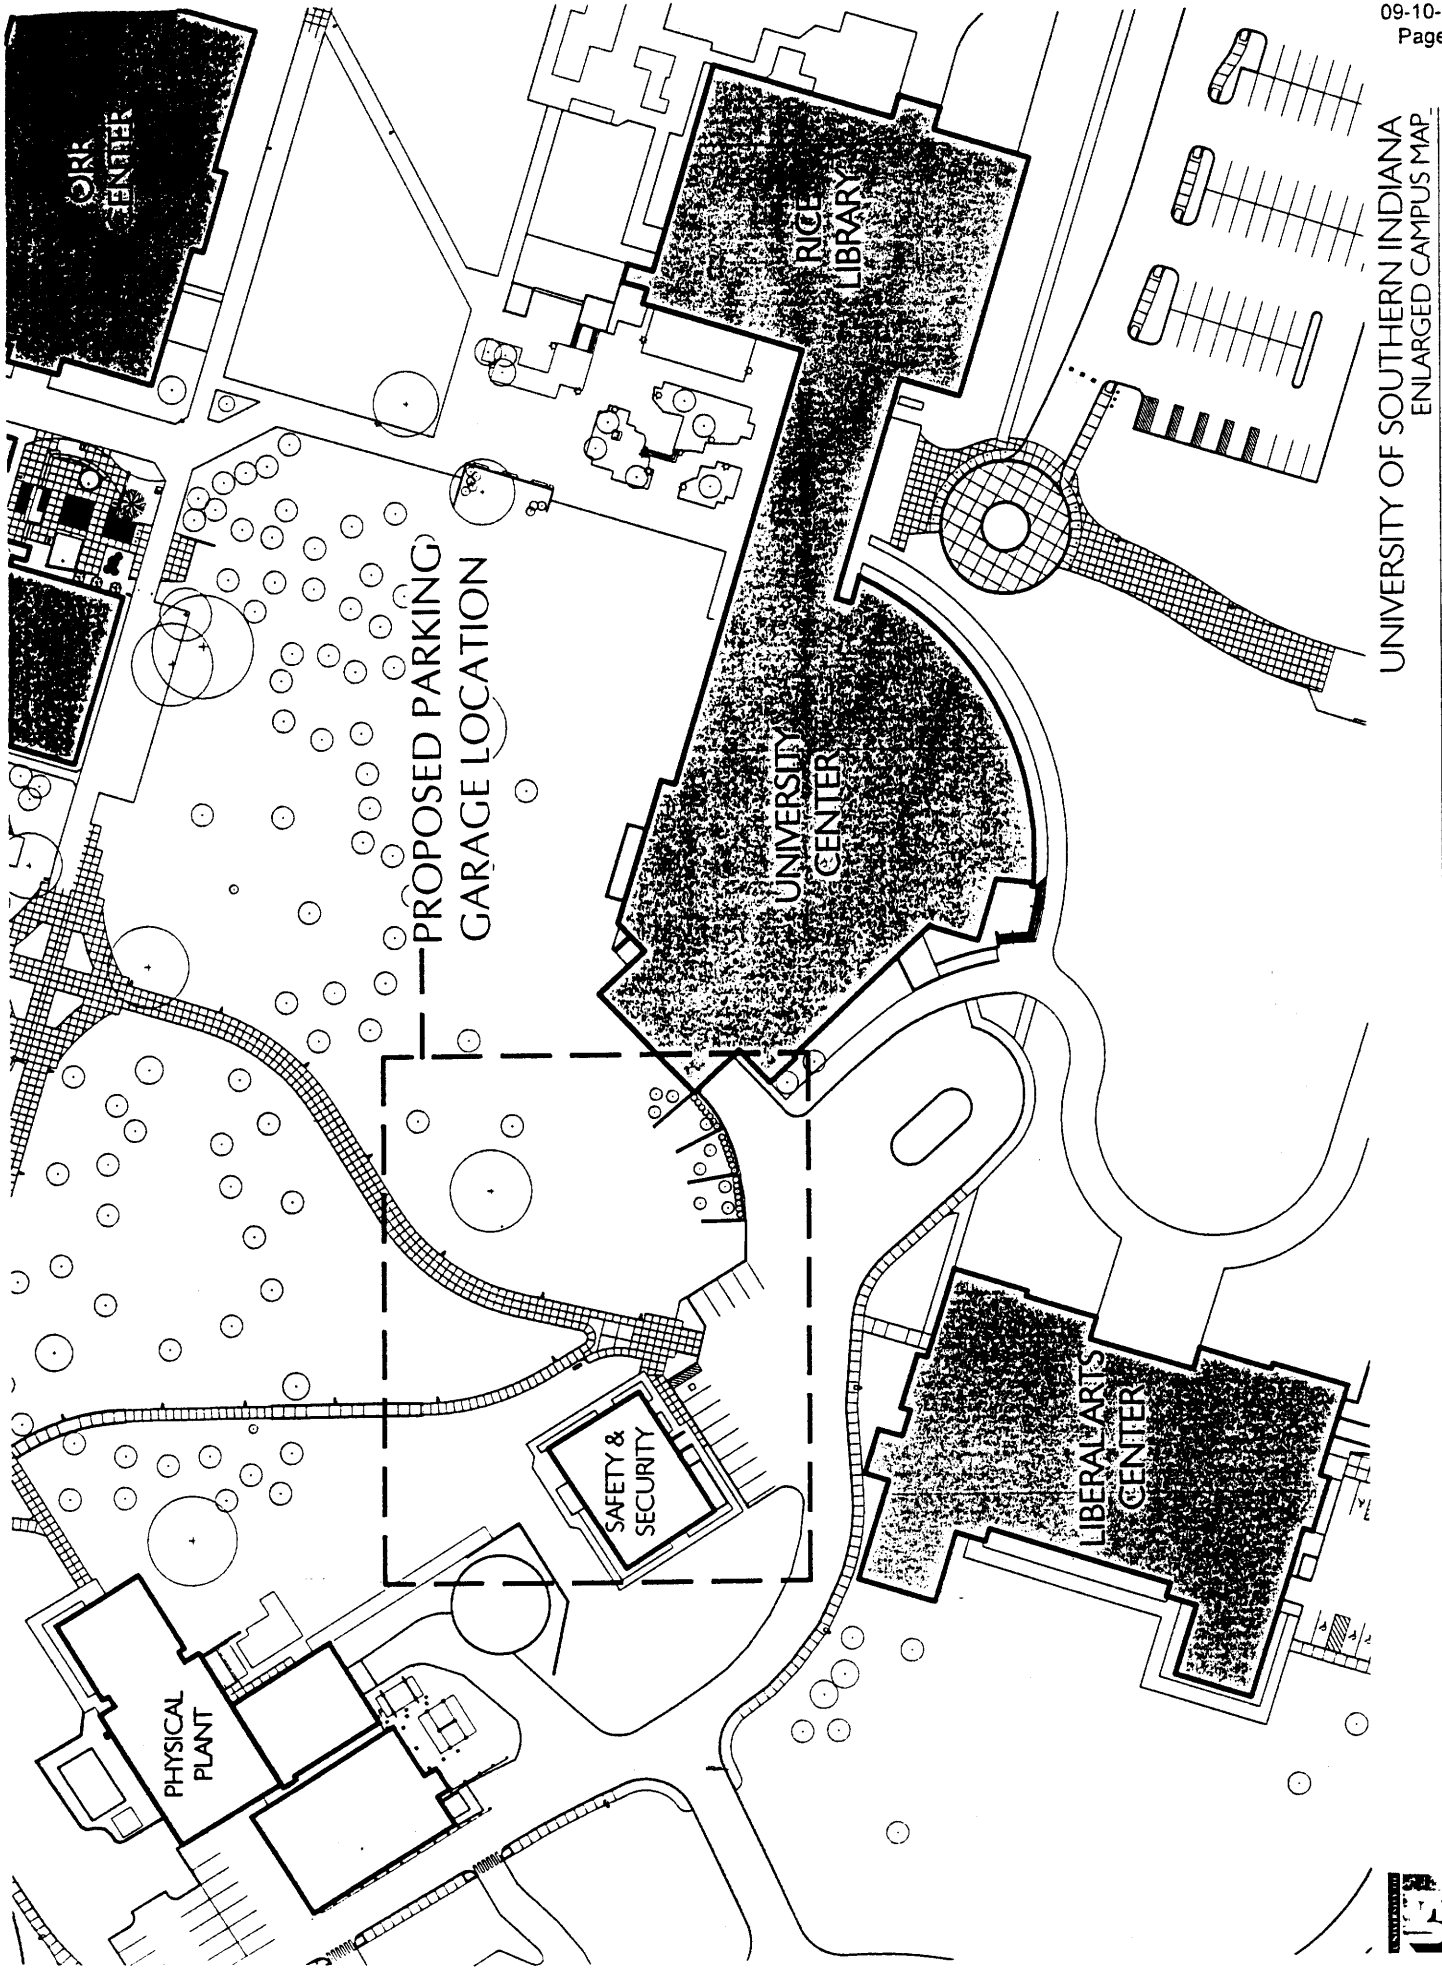 09-10-
Page
ORR
ENTER
RICE
LIBRARY
PROPOSED PARKING
GARAGE LOCATION
UNIVERSITY
CENTER
SAFETY &
SECURITY
LIBERAL ARTS
CENTER
PHYSICAL
PLANT
UNIVERSITY OF SOUTHERN INDIANA
ENLARGED CAMPUS MAP